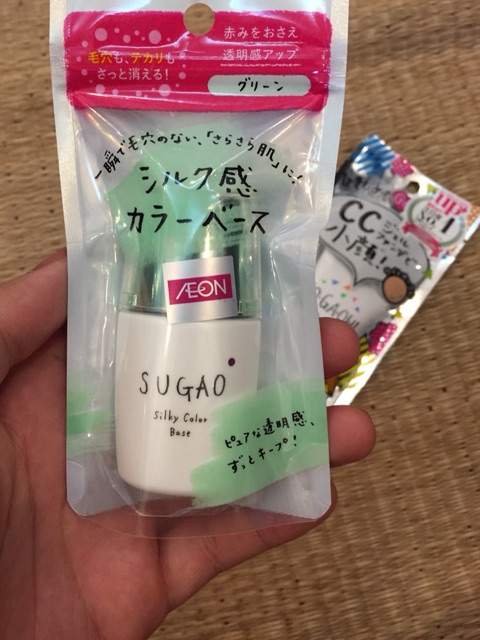 毛穴も、テカリも
さっと消える!
赤みをおさえ
透明感アップ
グリーン
一瞬で毛穴のない、「さらさら肌」に!
シルク感
カラーベース
ÆON
SUGAO
Silky Color
Base
ピュアな透明感、
ずっとキープ!
CC
小顔!